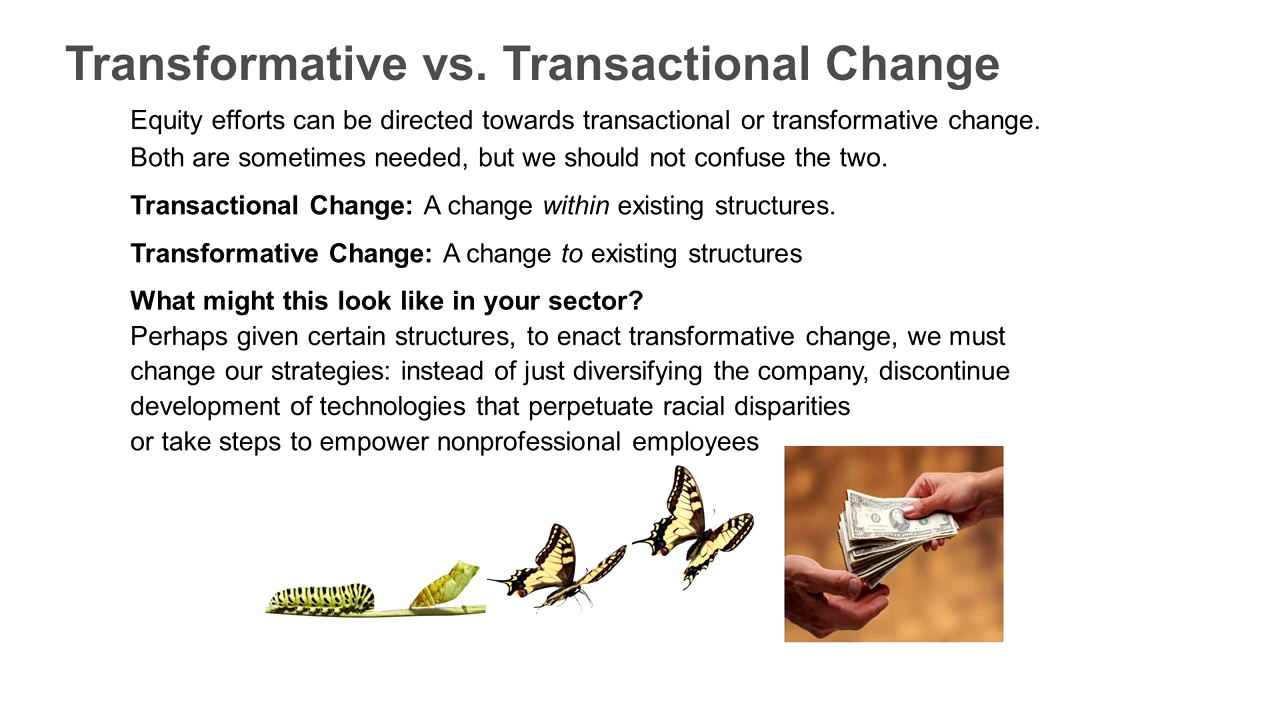 Transformative vs. Transactional Change
Equity efforts can be directed towards transactional or transformative change.
Both are sometimes needed, but we should not confuse the two.
Transactional Change: A change within existing structures.
Transformative Change: A change to existing structures
What might this look like in your sector?
Perhaps given certain structures, to enact transformative change, we must
change our strategies: instead of just diversifying the company, discontinue
development of technologies that perpetuate racial disparities
or take steps to empower nonprofessional employees